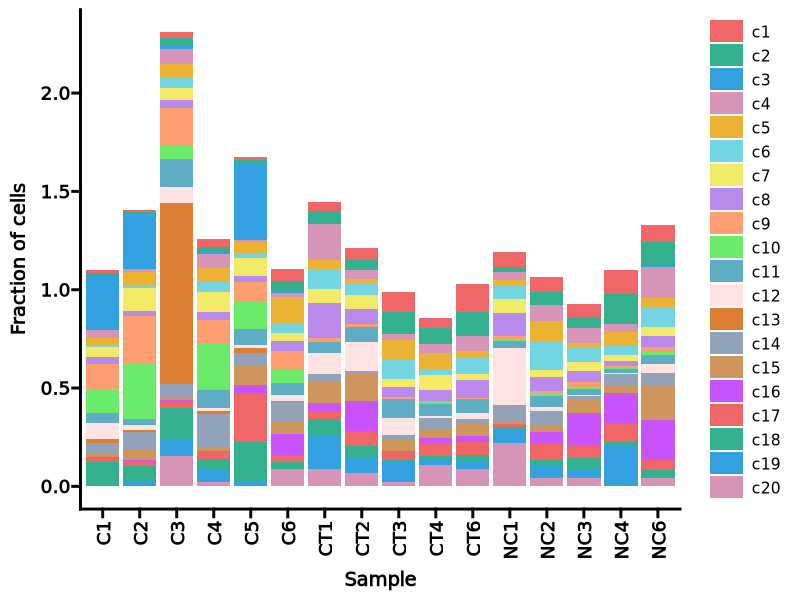 Fraction of cells
2.0
1.5
1.0
0.5
0.0
C1
C2
C3
C4
C5
C6
CT1
CT2
CT3
CT4
CT6
NC1
NC2
NC3
NC4
NC6
Sample
c1
c2
c3
c4
c5
c6
c7
c8
c9
c10
c11
c12
c13
c14
c15
c16
c17
c18
c19
c20